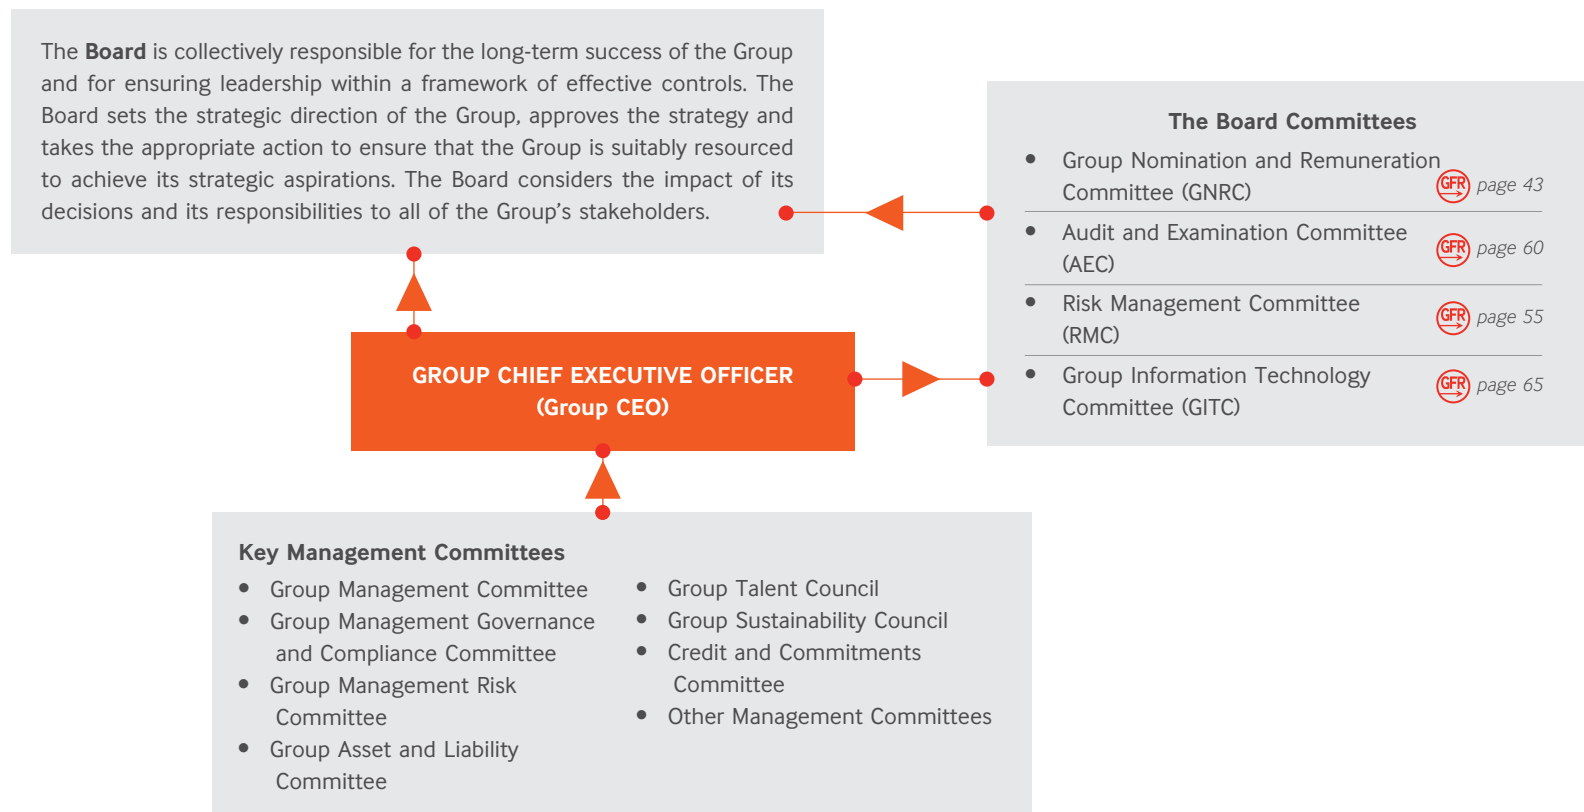 The Board is collectively responsible for the long-term success of the Group
and for ensuring leadership within a framework of effective controls. The
Board sets the strategic direction of the Group, approves the strategy and
takes the appropriate action to ensure that the Group is suitably resourced
to achieve its strategic aspirations. The Board considers the impact of its
decisions and its responsibilities to all of the Group’s stakeholders.
The Board Committees
• Group Nomination and Remuneration
Committee (GNRC)
GFR page 43
• Audit and Examination Committee
(AEC)
GFR page 60
• Risk Management Committee
(RMC)
GFR page 55
• Group Information Technology
Committee (GITC)
GFR page 65
GROUP CHIEF EXECUTIVE OFFICER
(Group CEO)
Key Management Committees
• Group Management Committee
• Group Management Governance
and Compliance Committee
• Group Management Risk
Committee
• Group Asset and Liability
Committee
• Group Talent Council
• Group Sustainability Council
• Credit and Commitments
Committee
• Other Management Committees